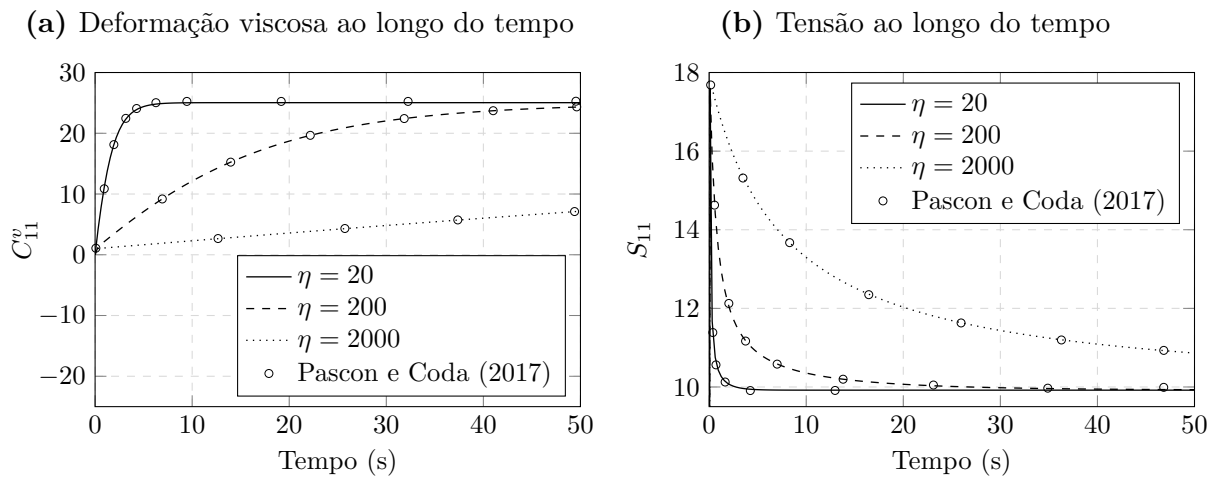 (a) Deformação viscosa ao longo do tempo
30
20
10
0
−10
−20
C^v_11
0 10 20 30 40 50
Tempo (s)
η = 20
η = 200
η = 2000
Pascon e Coda (2017)
(b) Tensão ao longo do tempo
18
16
14
12
10
S_11
0 10 20 30 40 50
Tempo (s)
η = 20
η = 200
η = 2000
Pascon e Coda (2017)